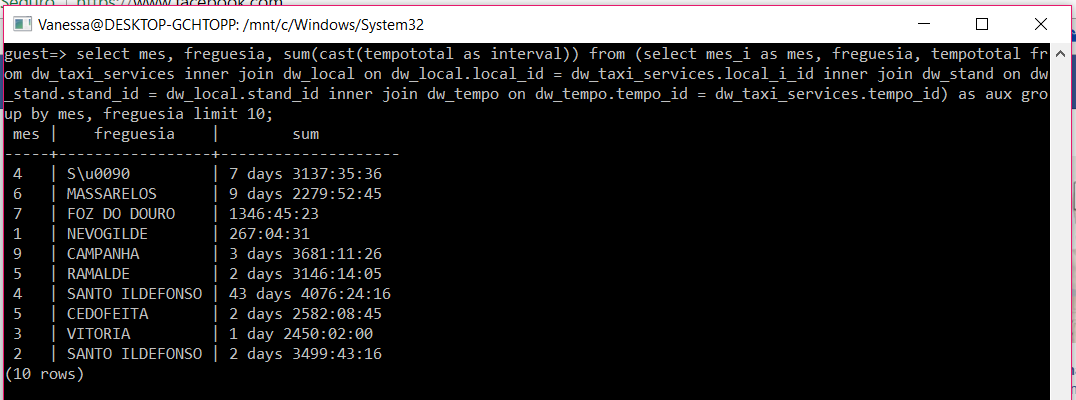 Seguro https://www.facebook.com
Vanessa@DESKTOP-GCHTOPP: /mnt/c/Windows/System32
guest=> select mes, freguesia, sum(cast(tempototal as interval)) from (select mes_i as mes, freguesia, tempototal fr
om dw_taxi_services inner join dw_local on dw_local.local_id = dw_taxi_services.local_i_id inner join dw_stand on dw
_stand.stand_id = dw_local.stand_id inner join dw_tempo on dw_tempo.tempo_id = dw_taxi_services.tempo_id) as aux gro
up by mes, freguesia limit 10;
 mes |    freguesia    |        sum
-----+-----------------+--------------------
 4   | S\u0090         | 7 days 3137:35:36
 6   | MASSARELOS      | 9 days 2279:52:45
 7   | FOZ DO DOURO    | 1346:45:23
 1   | NEVOGILDE       | 267:04:31
 9   | CAMPANHA        | 3 days 3681:11:26
 5   | RAMALDE         | 2 days 3146:14:05
 4   | SANTO ILDEFONSO | 43 days 4076:24:16
 5   | CEDOFEITA       | 2 days 2582:08:45
 3   | VITORIA         | 1 day 2450:02:00
 2   | SANTO ILDEFONSO | 2 days 3499:43:16
(10 rows)